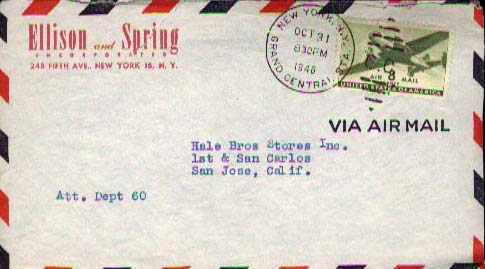 Ellison and Spring
INCORPORATED
245 FIFTH AVE., NEW YORK 16, N. Y.
NEW YORK, N.Y.
OCT 31
830PM
1946
GRAND CENTRAL STA.
8
AIR MAIL
UNITED STATES OF AMERICA
VIA AIR MAIL
Hale Bros Stores Inc.
1st & San Carlos
San Jose, Calif.
Att. Dept 60